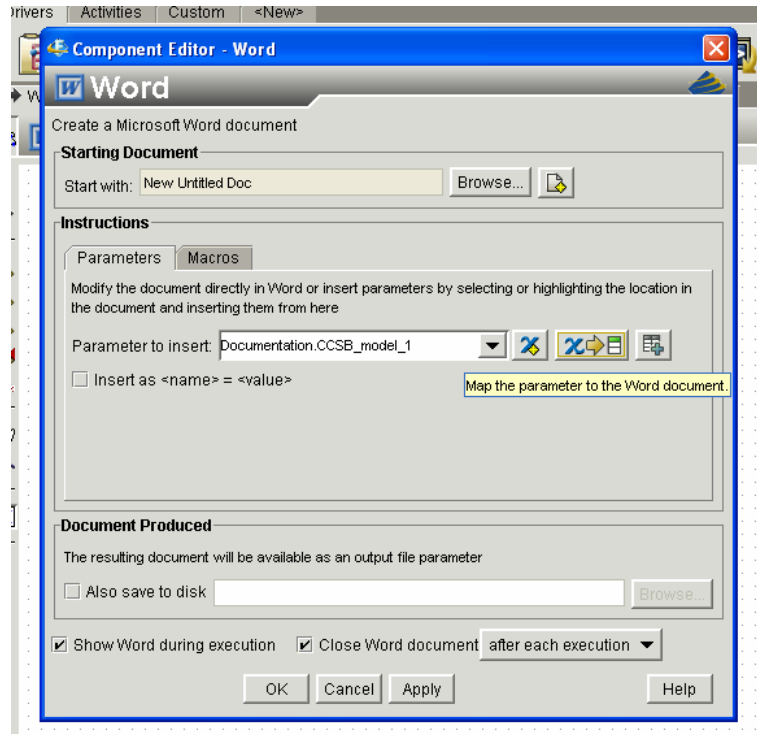 Drivers Activities Custom <New>
Component Editor - Word
W Word
Create a Microsoft Word document
Starting Document
Start with: New Untitled Doc Browse...
Instructions
Parameters Macros
Modify the document directly in Word or insert parameters by selecting or highlighting the location in
the document and inserting them from here
Parameter to insert: Documentation.CCSB_model_1
Insert as <name> = <value>
Map the parameter to the Word document.
Document Produced
The resulting document will be available as an output file parameter
Also save to disk Browse...
Show Word during execution Close Word document after each execution
OK Cancel Apply Help